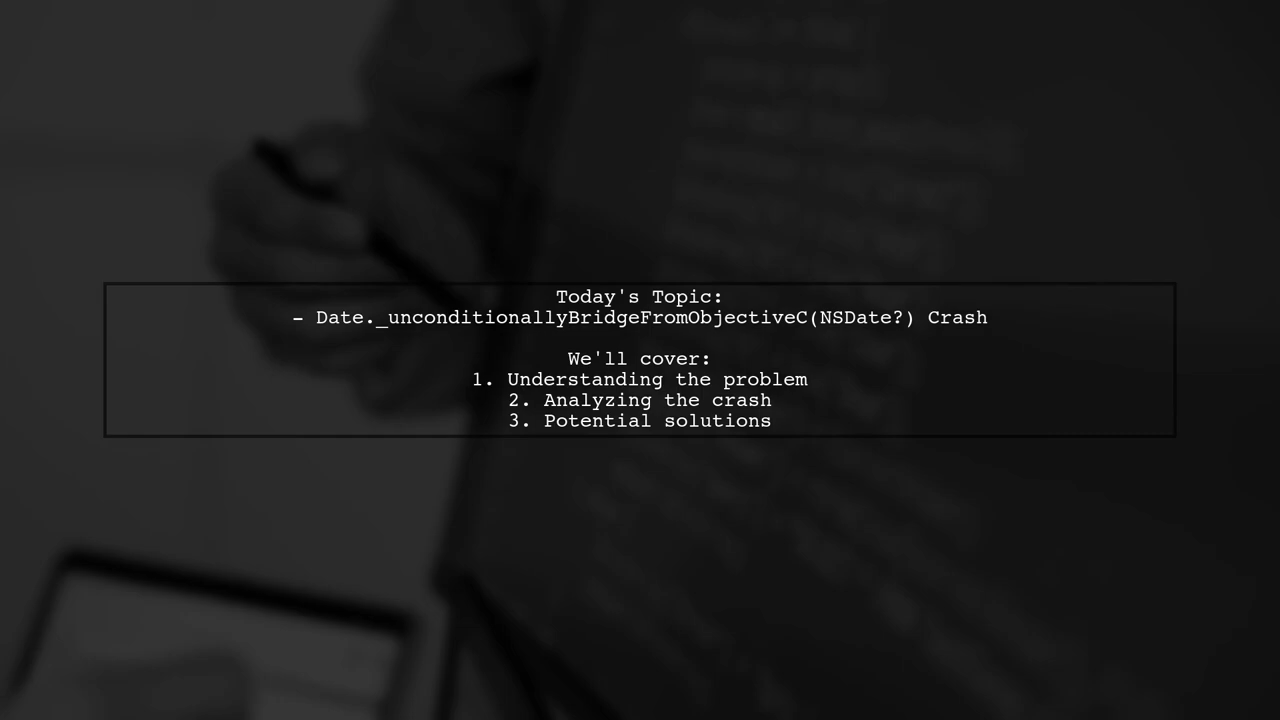 Today's Topic:
- Date._unconditionallyBridgeFromObjectiveC(NSDate?) Crash
We'll cover:
1. Understanding the problem
2. Analyzing the crash
3. Potential solutions